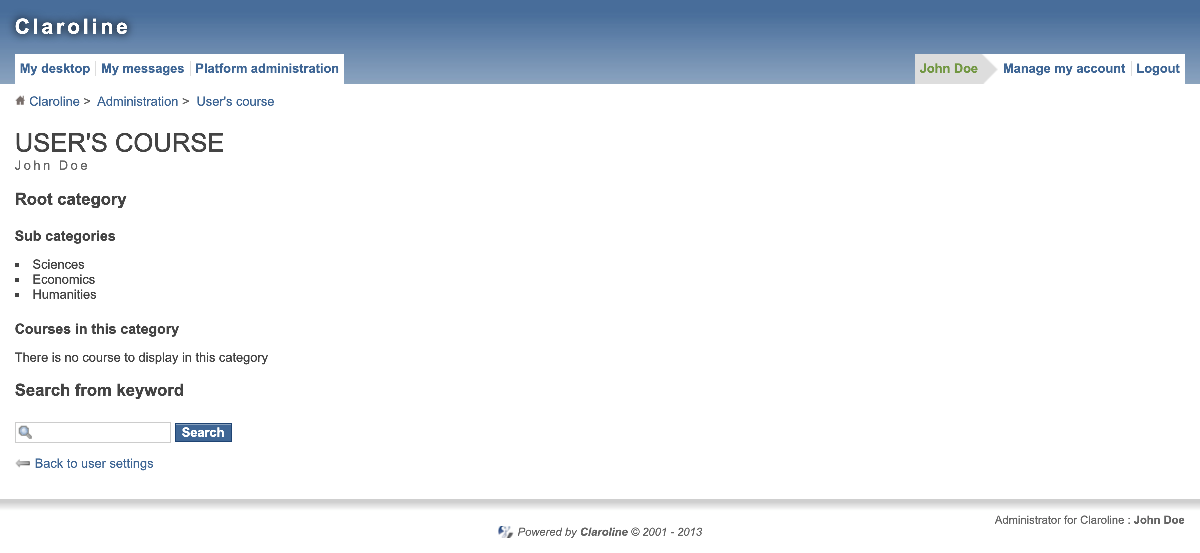 Claroline
My desktop My messages Platform administration John Doe Manage my account Logout
Claroline > Administration > User's course
USER'S COURSE
John Doe
Root category
Sub categories
Sciences
Economics
Humanities
Courses in this category
There is no course to display in this category
Search from keyword
Search
Back to user settings
Administrator for Claroline : John Doe
Powered by Claroline © 2001 - 2013